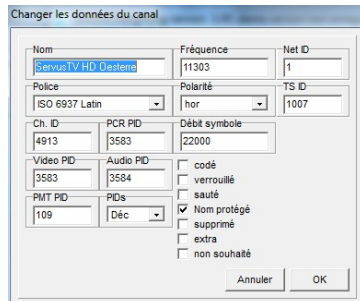 Changer les données du canal
Nom Fréquence Net ID
ServusTV HD Oesterre 11303 1
Police Polarité TS ID
ISO 6937 Latin hor 1007
Ch. ID PCR PID Débit symbole
4913 3583 22000
Video PID Audio PID
3583 3584
PMT PID PIDs
109 Déc
codé
verrouillé
sauté
Nom protégé
supprimé
extra
non souhaité
Annuler OK